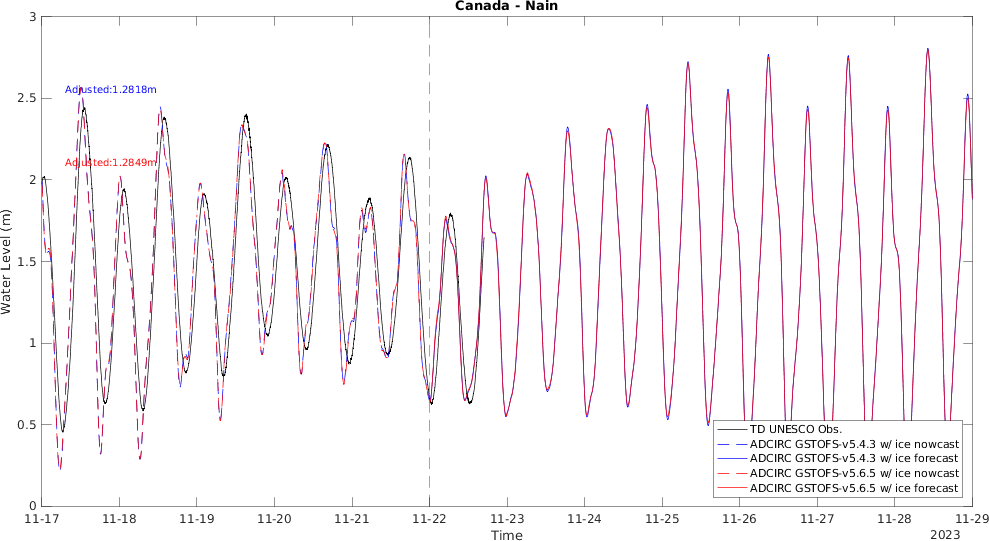 Canada - Nain
3
2.5
2
1.5
1
0.5
0
Water Level (m)
Adjusted:1.2818m
Adjusted:1.2849m
TD UNESCO Obs.
ADCIRC GSTOFS-v5.4.3 w/ ice nowcast
ADCIRC GSTOFS-v5.4.3 w/ ice forecast
ADCIRC GSTOFS-v5.6.5 w/ ice nowcast
ADCIRC GSTOFS-v5.6.5 w/ ice forecast
11-17 11-18 11-19 11-20 11-21 11-22 11-23 11-24 11-25 11-26 11-27 11-28 11-29
Time
2023